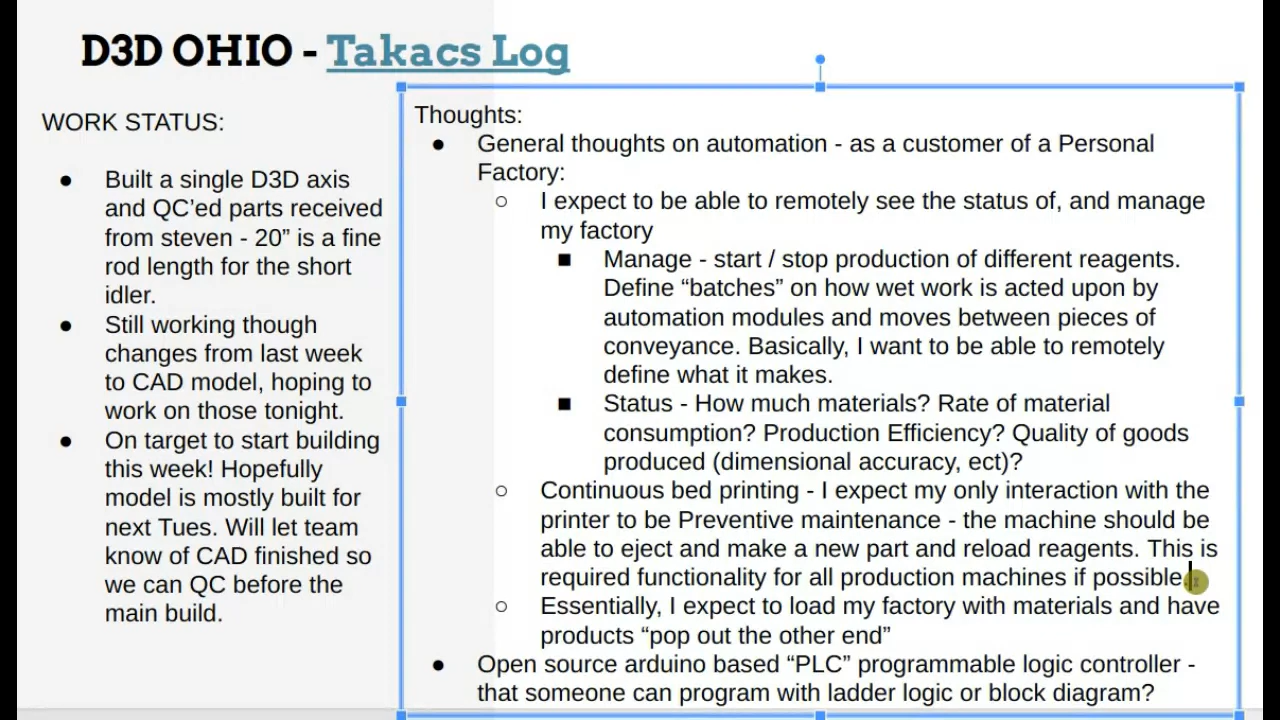 D3D OHIO - Takacs Log
WORK STATUS:
● Built a single D3D axis
and QC'ed parts received
from steven - 20” is a fine
rod length for the short
idler.
● Still working though
changes from last week
to CAD model, hoping to
work on those tonight.
● On target to start building
this week! Hopefully
model is mostly built for
next Tues. Will let team
know of CAD finished so
we can QC before the
main build.
Thoughts:
● General thoughts on automation - as a customer of a Personal
Factory:
○ I expect to be able to remotely see the status of, and manage
my factory
■ Manage - start / stop production of different reagents.
Define “batches” on how wet work is acted upon by
automation modules and moves between pieces of
conveyance. Basically, I want to be able to remotely
define what it makes.
■ Status - How much materials? Rate of material
consumption? Production Efficiency? Quality of goods
produced (dimensional accuracy, ect)?
○ Continuous bed printing - I expect my only interaction with the
printer to be Preventive maintenance - the machine should be
able to eject and make a new part and reload reagents. This is
required functionality for all production machines if possible.
○ Essentially, I expect to load my factory with materials and have
products “pop out the other end”
● Open source arduino based “PLC” programmable logic controller -
that someone can program with ladder logic or block diagram?